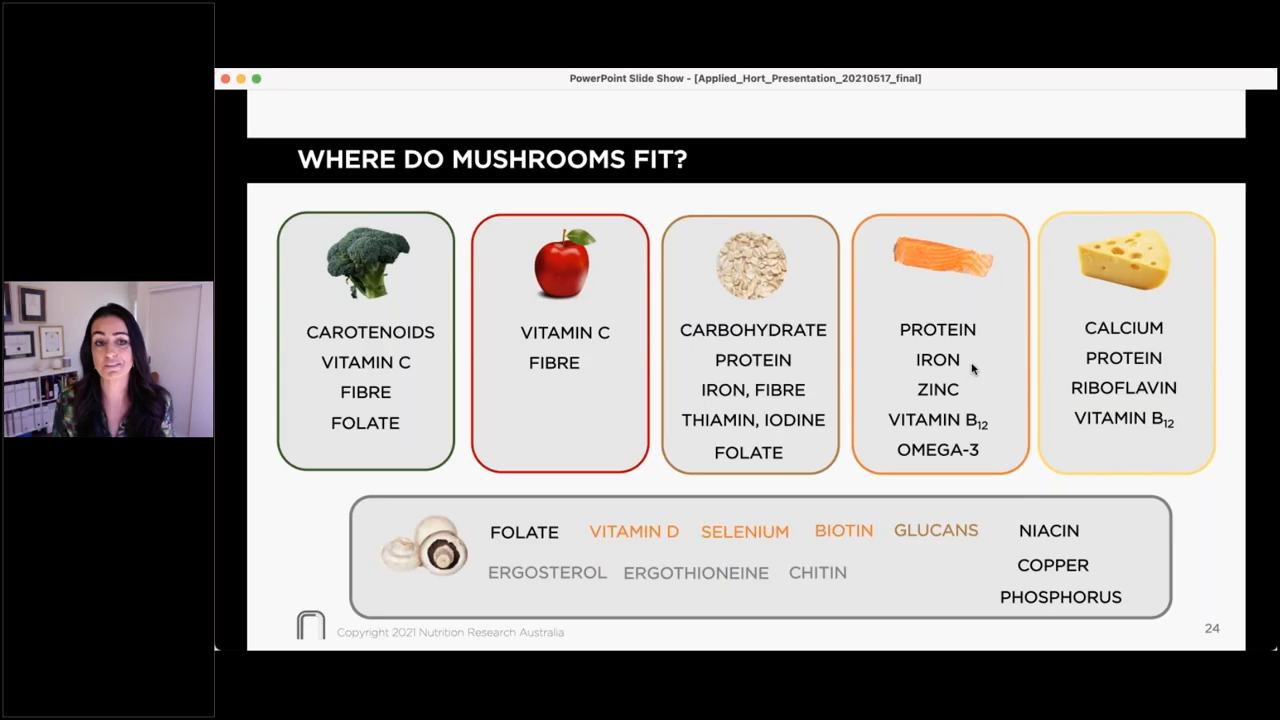 PowerPoint Slide Show - [Applied_Hort_Presentation_20210517_final]
WHERE DO MUSHROOMS FIT?
CAROTENOIDS
VITAMIN C
FIBRE
FOLATE
VITAMIN C
FIBRE
CARBOHYDRATE
PROTEIN
IRON, FIBRE
THIAMIN, IODINE
FOLATE
PROTEIN
IRON
ZINC
VITAMIN B12
OMEGA-3
CALCIUM
PROTEIN
RIBOFLAVIN
VITAMIN B12
FOLATE VITAMIN D SELENIUM BIOTIN GLUCANS NIACIN
ERGOSTEROL ERGOTHIONEINE CHITIN COPPER
PHOSPHORUS
Copyright 2021 Nutrition Research Australia
24